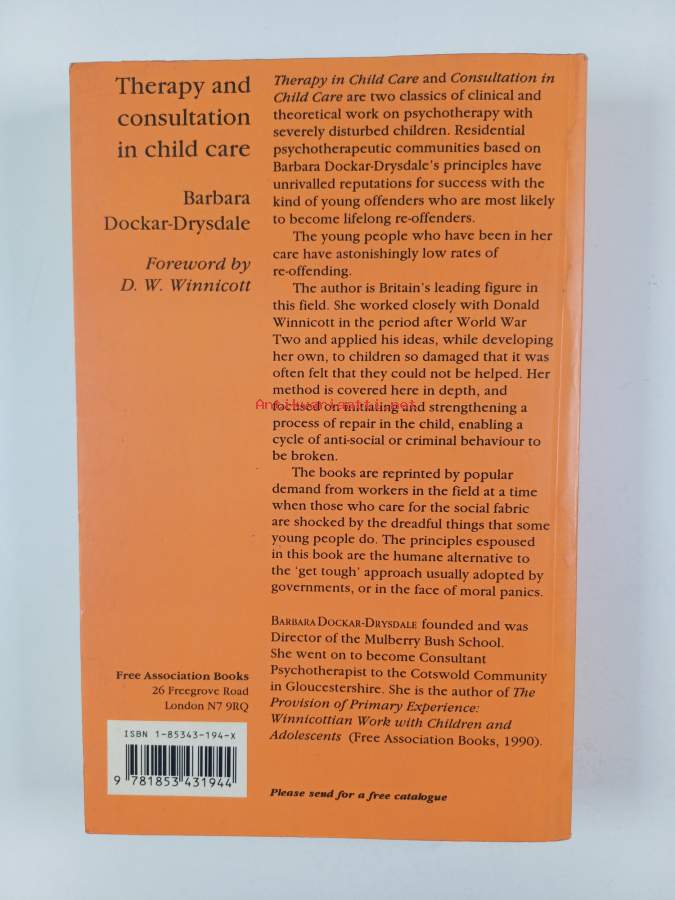 Therapy and
consultation
in child care
Barbara
Dockar-Drysdale
Foreword by
D. W. Winnicott
Therapy in Child Care and Consultation in
Child Care are two classics of clinical and
theoretical work on psychotherapy with
severely disturbed children. Residential
psychotherapeutic communities based on
Barbara Dockar-Drysdale's principles have
unrivalled reputations for success with the
kind of young offenders who are most likely
to become lifelong re-offenders.
The young people who have been in her
care have astonishingly low rates of
re-offending.
The author is Britain's leading figure in
this field. She worked closely with Donald
Winnicott in the period after World War
Two and applied his ideas, while developing
her own, to children so damaged that it was
often felt that they could not be helped. Her
method is covered here in depth, and
Antikvariaatti.net
focused on initiating and strengthening a
process of repair in the child, enabling a
cycle of anti-social or criminal behaviour to
be broken.
The books are reprinted by popular
demand from workers in the field at a time
when those who care for the social fabric
are shocked by the dreadful things that some
young people do. The principles espoused
in this book are the humane alternative to
the 'get tough' approach usually adopted by
governments, or in the face of moral panics.
BARBARA DOCKAR-DRYSDALE founded and was
Director of the Mulberry Bush School.
She went on to become Consultant
Psychotherapist to the Cotswold Community
in Gloucestershire. She is the author of The
Provision of Primary Experience:
Winnicottian Work with Children and
Adolescents (Free Association Books, 1990).
Please send for a free catalogue
Free Association Books
26 Freegrove Road
London N7 9RQ
ISBN 1-85343-194-X
9 781853 431944